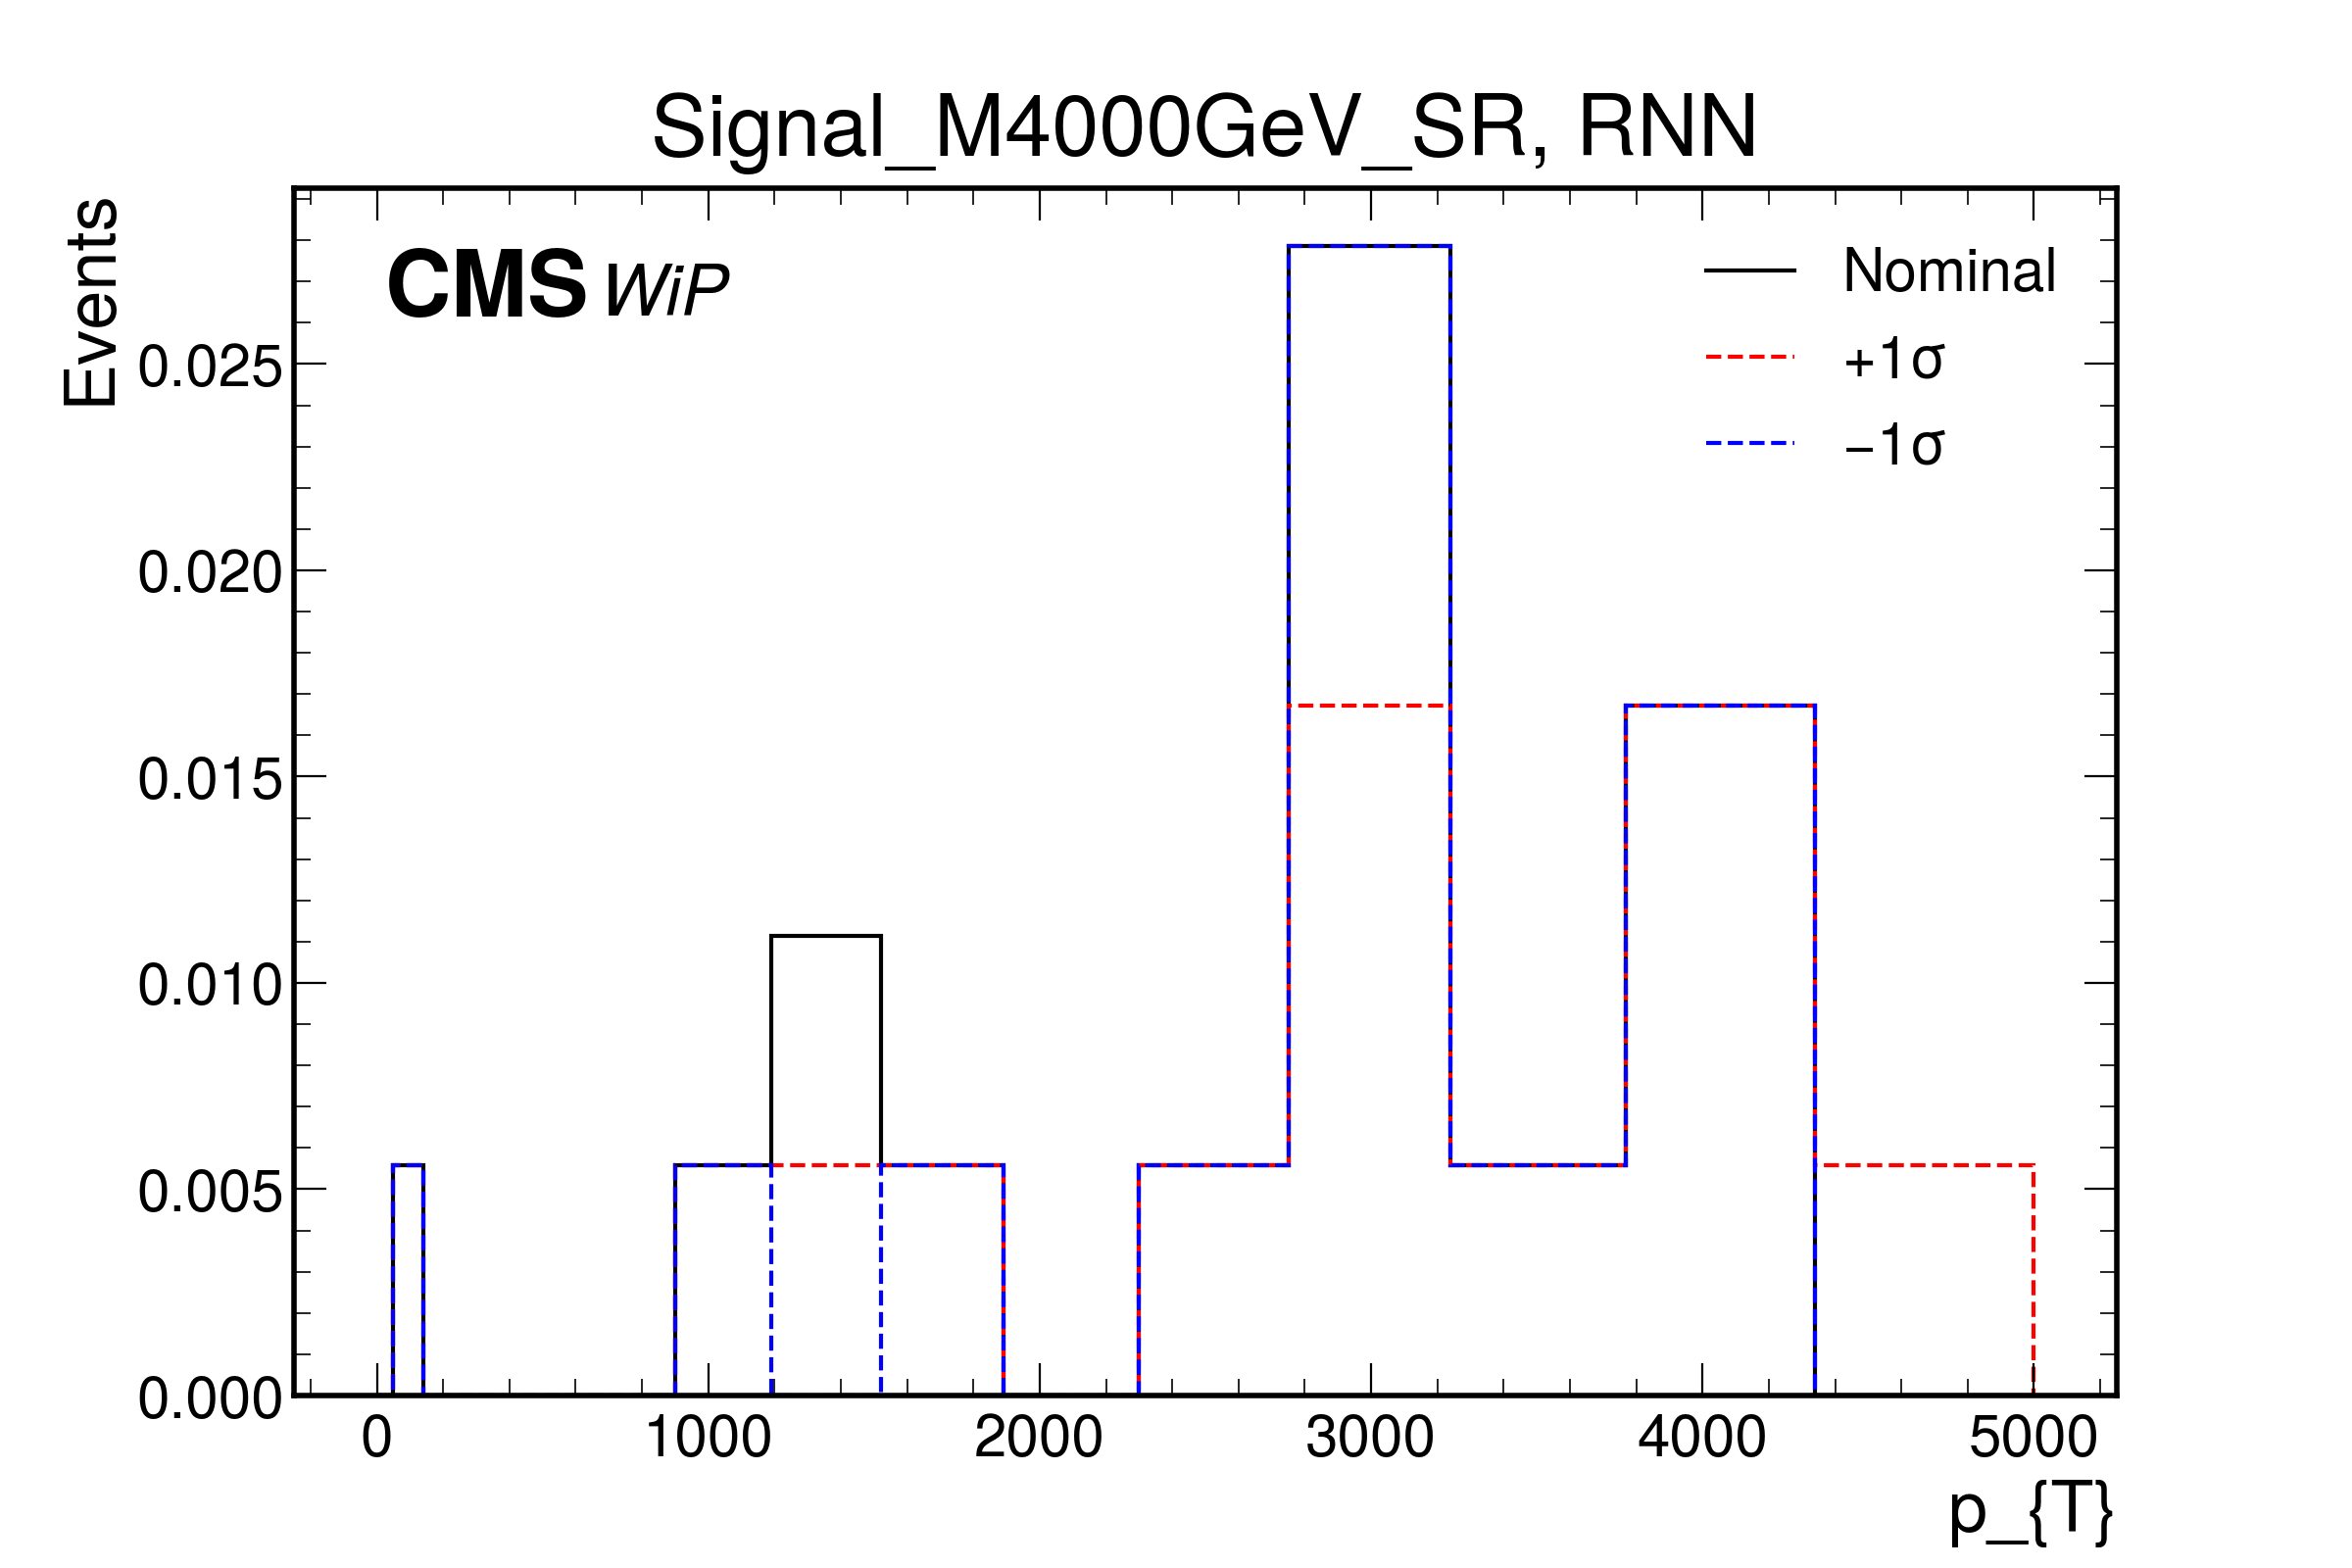 Signal_M4000GeV_SR, RNN
Events
CMS WiP
Nominal
+1σ
−1σ
0.025
0.020
0.015
0.010
0.005
0.000
0 1000 2000 3000 4000 5000
p_{T}